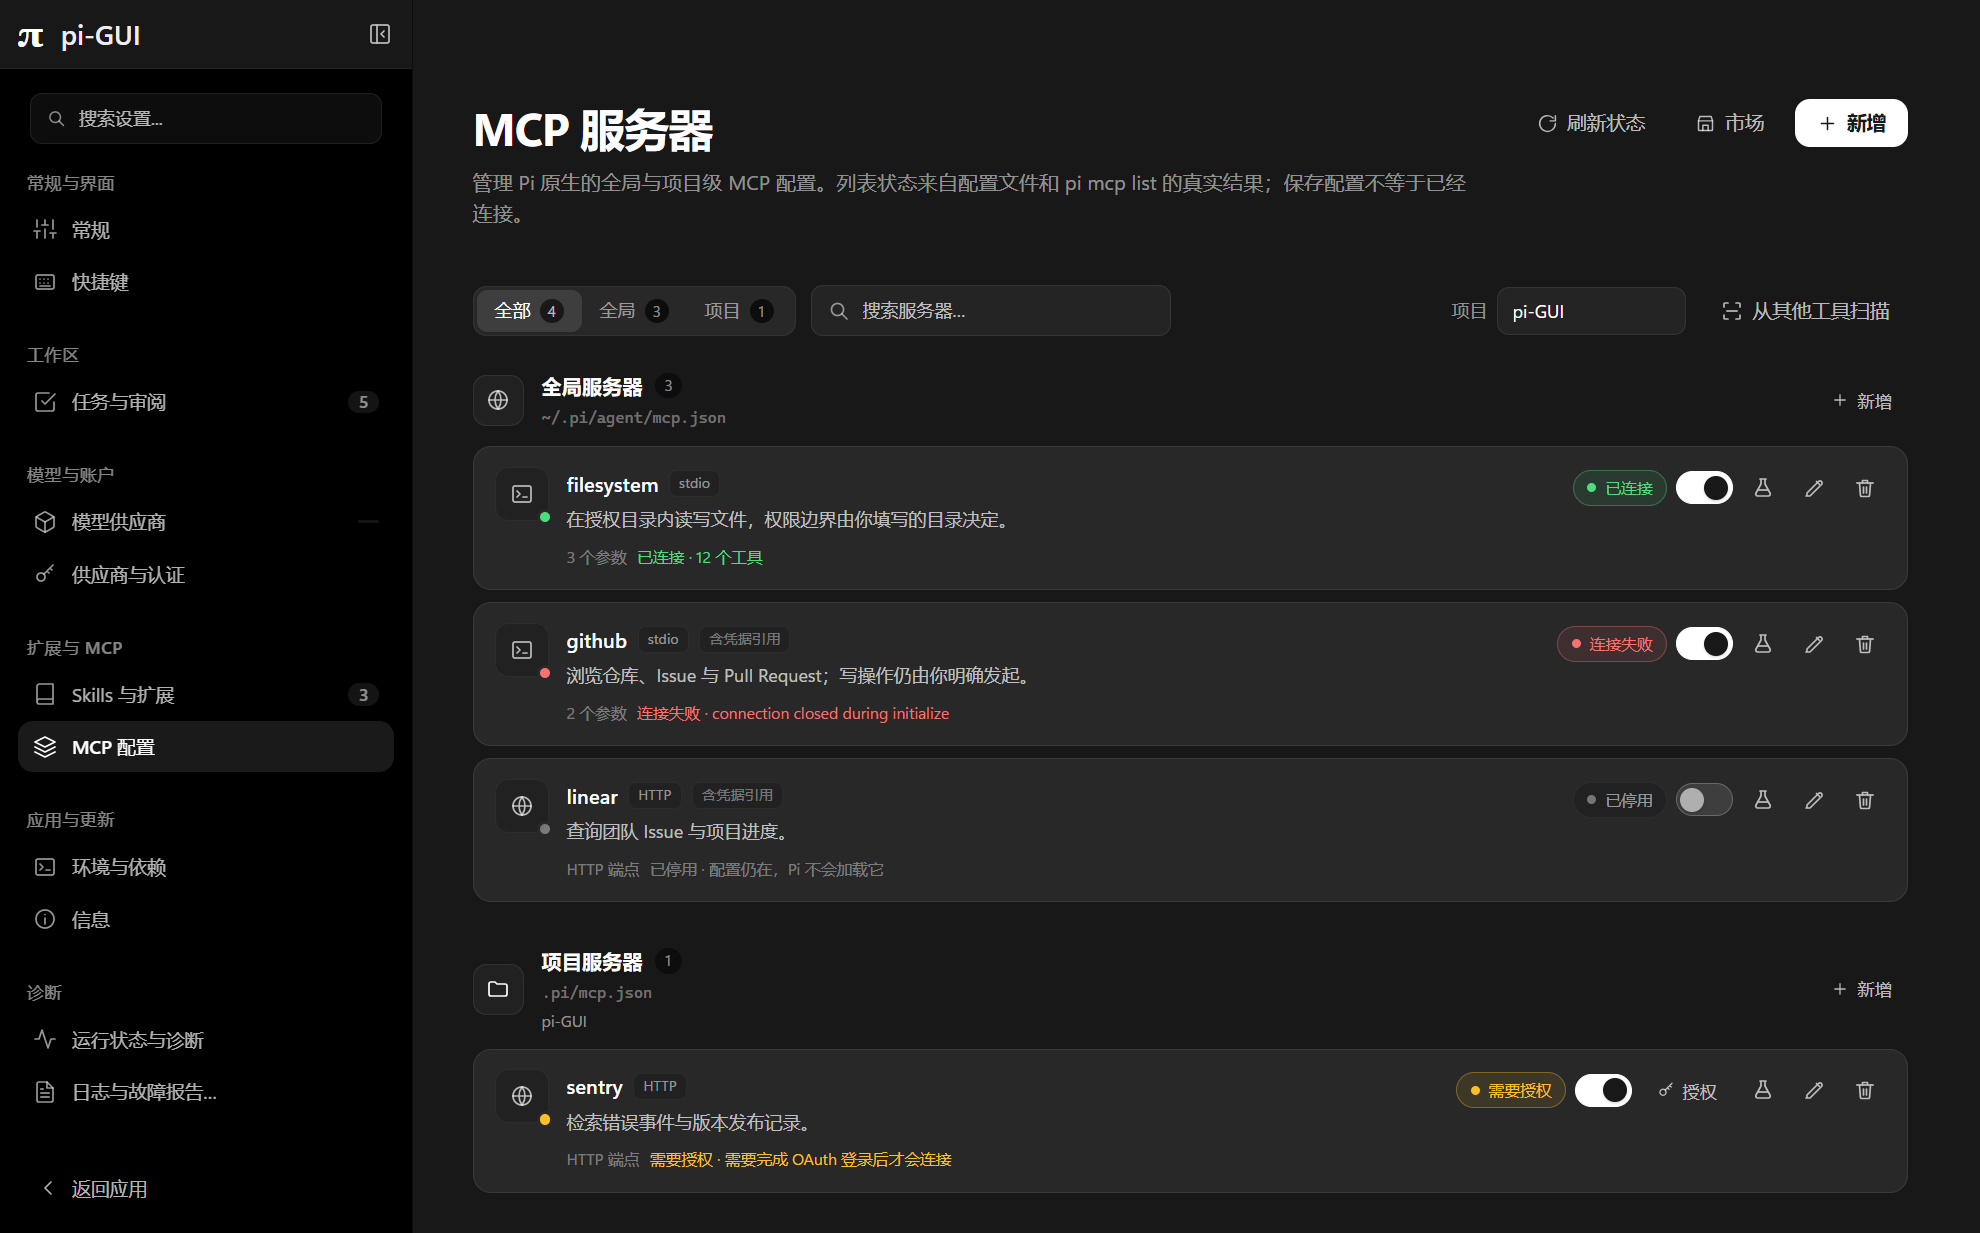 π pi-GUI
搜索设置...
常规与界面
常规
快捷键
工作区
任务与审阅 5
模型与账户
模型供应商
供应商与认证
扩展与 MCP
Skills 与扩展 3
MCP 配置
应用与更新
环境与依赖
信息
诊断
运行状态与诊断
日志与故障报告...
返回应用
MCP 服务器
刷新状态 市场 + 新增
管理 Pi 原生的全局与项目级 MCP 配置。列表状态来自配置文件和 pi mcp list 的真实结果；保存配置不等于已经
连接。
全部 4 全局 3 项目 1
搜索服务器...
项目 pi-GUI
从其他工具扫描
全局服务器 3
~/.pi/agent/mcp.json
+ 新增
filesystem stdio
已连接
在授权目录内读写文件，权限边界由你填写的目录决定。
3 个参数 已连接 · 12 个工具
github stdio 含凭据引用
连接失败
浏览仓库、Issue 与 Pull Request；写操作仍由你明确发起。
2 个参数 连接失败 · connection closed during initialize
linear HTTP 含凭据引用
已停用
查询团队 Issue 与项目进度。
HTTP 端点 已停用 · 配置仍在，Pi 不会加载它
项目服务器 1
.pi/mcp.json
pi-GUI
+ 新增
sentry HTTP
需要授权
授权
检索错误事件与版本发布记录。
HTTP 端点 需要授权 · 需要完成 OAuth 登录后才会连接